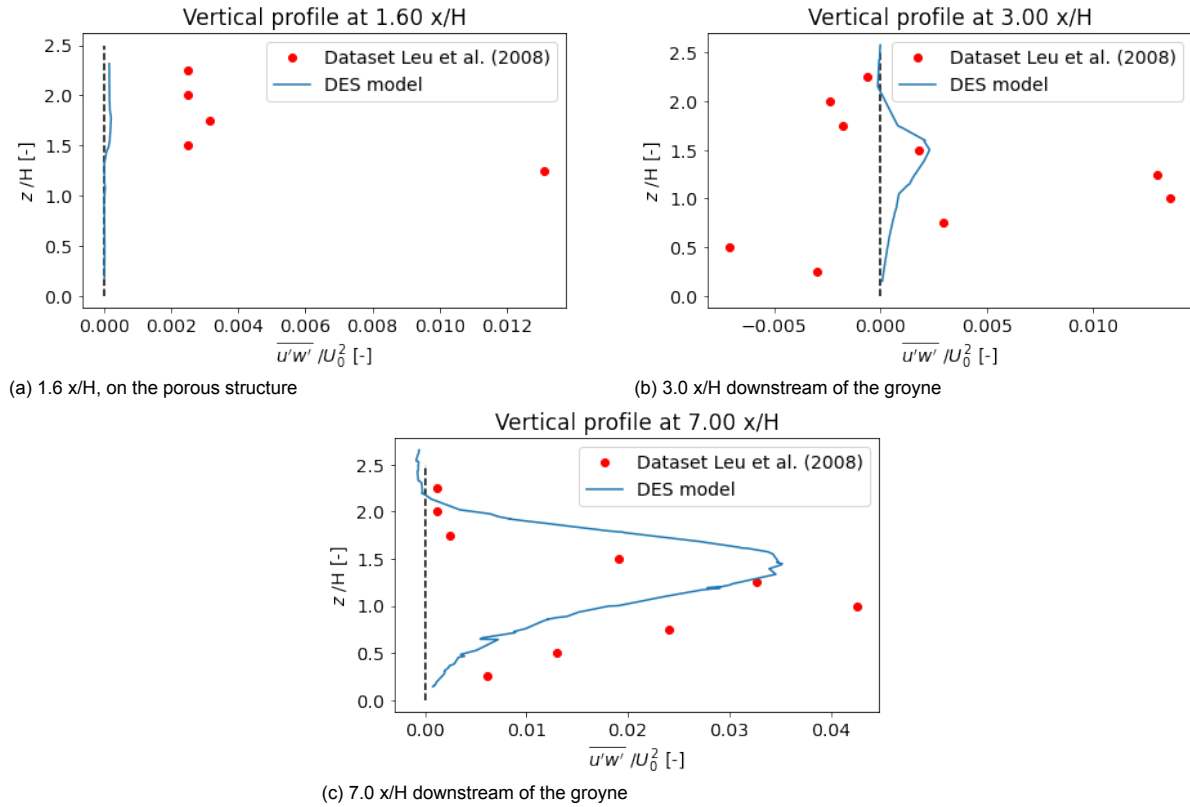 Vertical profile at 1.60 x/H
Dataset Leu et al. (2008)
DES model
2.5
2.0
1.5
1.0
0.5
0.0
z /H [-]
0.000 0.002 0.004 0.006 0.008 0.010 0.012
u'w' /U₀² [-]
(a) 1.6 x/H, on the porous structure
Vertical profile at 3.00 x/H
Dataset Leu et al. (2008)
DES model
2.5
2.0
1.5
1.0
0.5
0.0
z /H [-]
−0.005 0.000 0.005 0.010
u'w' /U₀² [-]
(b) 3.0 x/H downstream of the groyne
Vertical profile at 7.00 x/H
Dataset Leu et al. (2008)
DES model
2.5
2.0
1.5
1.0
0.5
0.0
z /H [-]
0.00 0.01 0.02 0.03 0.04
u'w' /U₀² [-]
(c) 7.0 x/H downstream of the groyne